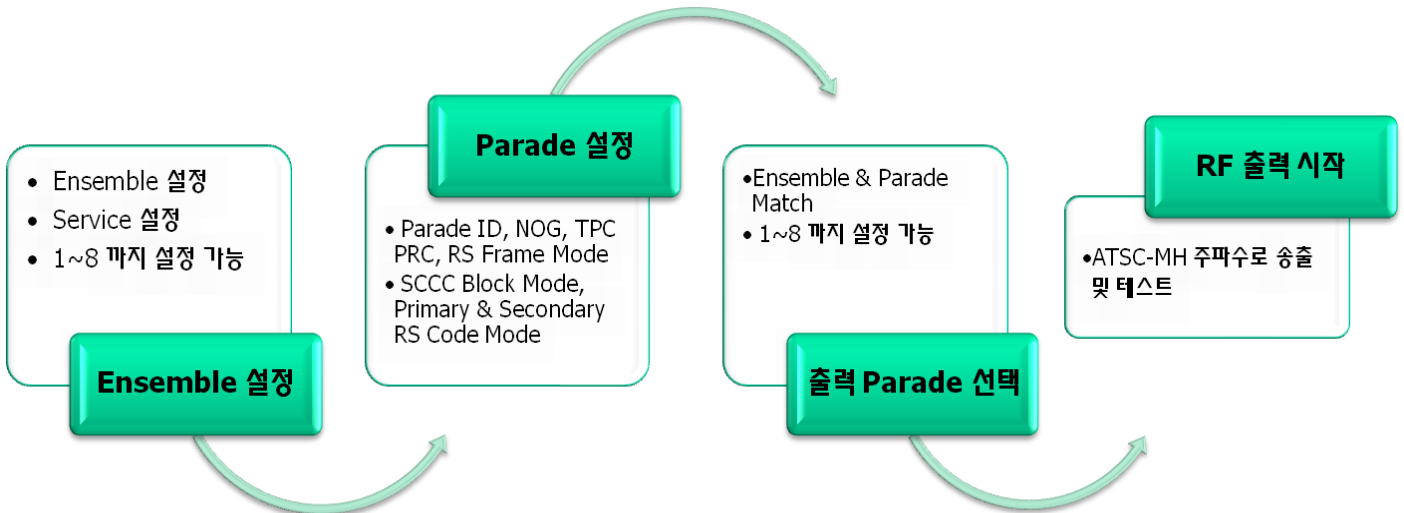 • Ensemble 설정
• Service 설정
• 1~8 까지 설정 가능
Ensemble 설정
Parade 설정
• Parade ID, NOG, TPC
PRC, RS Frame Mode
• SCCC Block Mode,
Primary & Secondary
RS Code Mode
•Ensemble & Parade
Match
• 1~8 까지 설정 가능
출력 Parade 선택
RF 출력 시작
•ATSC-MH 주파수로 송출
및 테스트